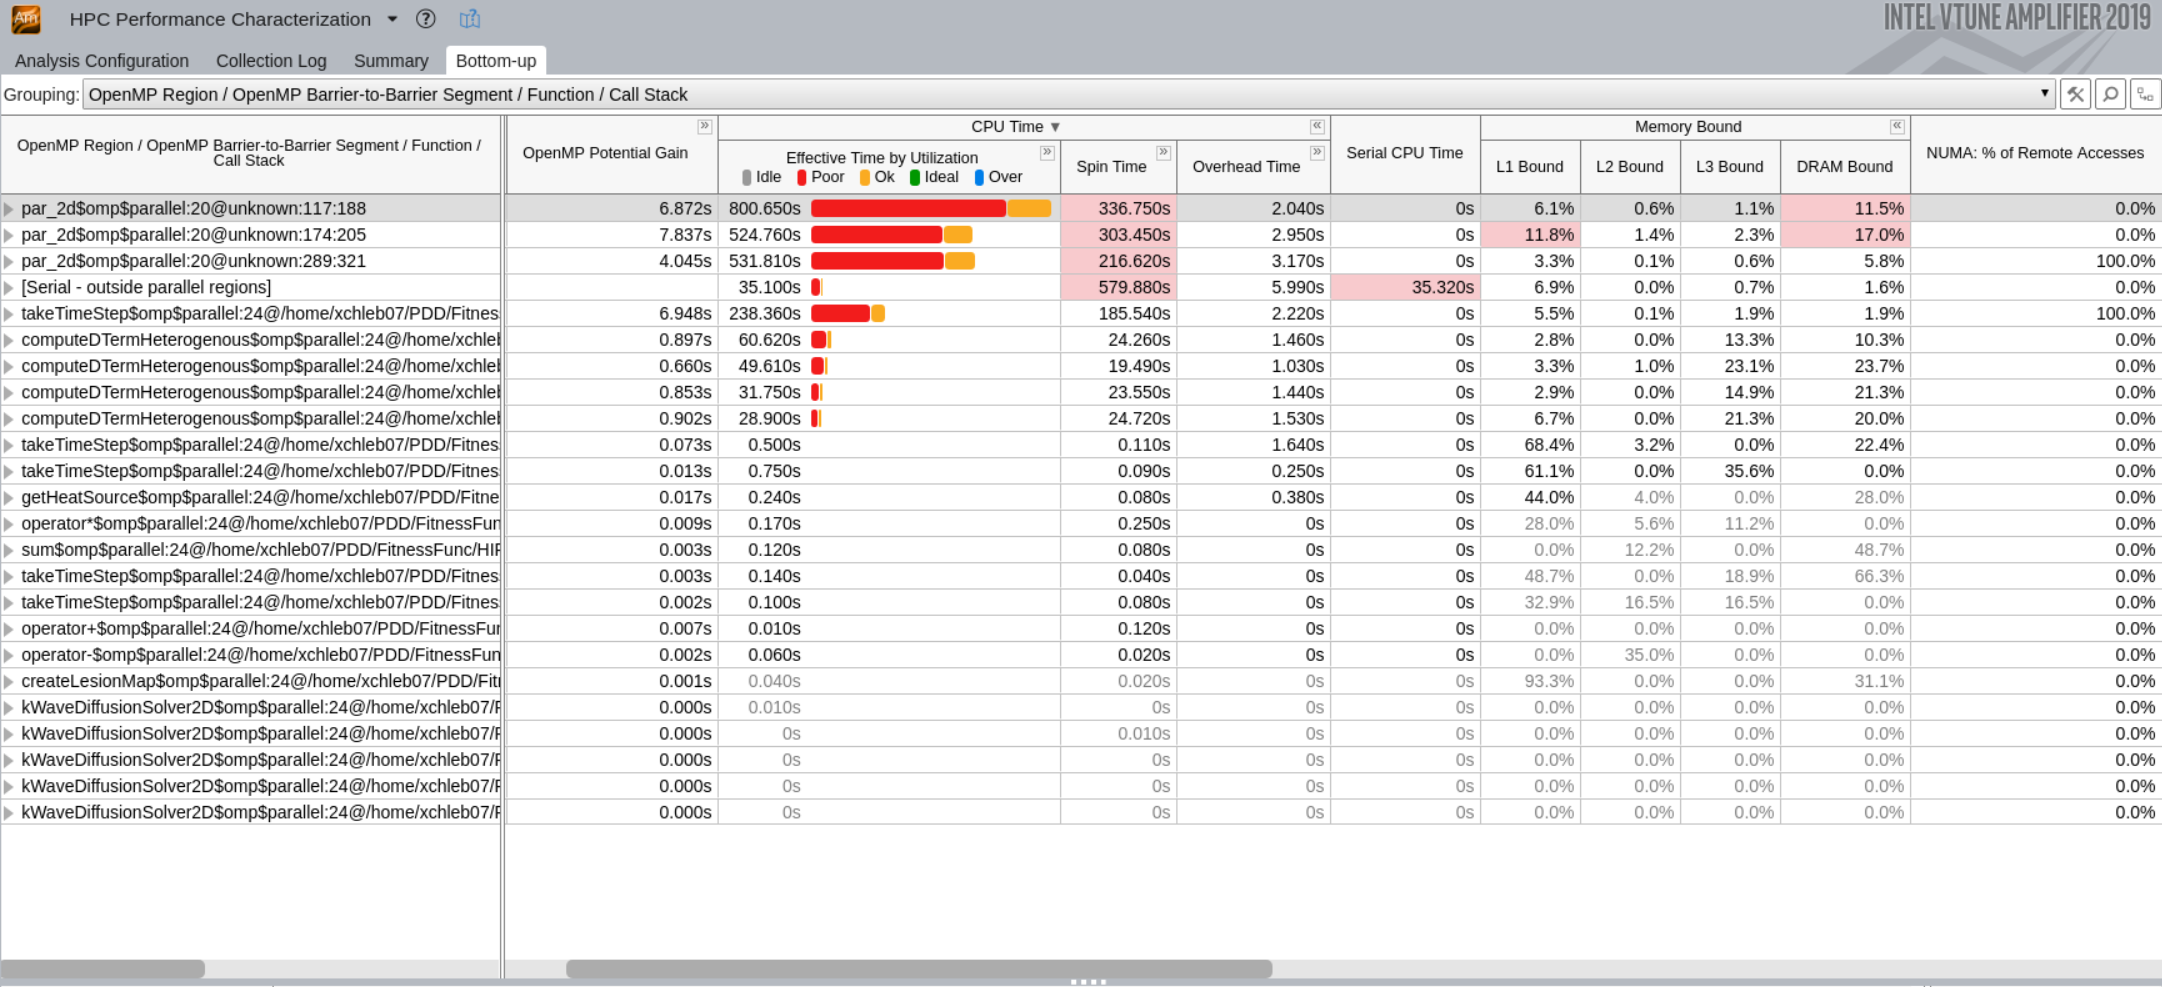 HPC Performance Characterization
INTEL VTUNE AMPLIFIER 2019
Analysis Configuration Collection Log Summary Bottom-up
Grouping: OpenMP Region / OpenMP Barrier-to-Barrier Segment / Function / Call Stack
OpenMP Region / OpenMP Barrier-to-Barrier Segment / Function /
Call Stack
OpenMP Potential Gain
CPU Time
Effective Time by Utilization
Idle Poor Ok Ideal Over
Spin Time
Overhead Time
Serial CPU Time
Memory Bound
L1 Bound L2 Bound L3 Bound DRAM Bound
NUMA: % of Remote Accesses
par_2d$omp$parallel:20@unknown:117:188 6.872s 800.650s 336.750s 2.040s 0s 6.1% 0.6% 1.1% 11.5% 0.0%
par_2d$omp$parallel:20@unknown:174:205 7.837s 524.760s 303.450s 2.950s 0s 11.8% 1.4% 2.3% 17.0% 0.0%
par_2d$omp$parallel:20@unknown:289:321 4.045s 531.810s 216.620s 3.170s 0s 3.3% 0.1% 0.6% 5.8% 100.0%
[Serial - outside parallel regions] 35.100s 579.880s 5.990s 35.320s 6.9% 0.0% 0.7% 1.6% 0.0%
takeTimeStep$omp$parallel:24@/home/xchleb07/PDD/Fitnes 6.948s 238.360s 185.540s 2.220s 0s 5.5% 0.1% 1.9% 1.9% 100.0%
computeDTermHeterogenous$omp$parallel:24@/home/xchleb 0.897s 60.620s 24.260s 1.460s 0s 2.8% 0.0% 13.3% 10.3% 0.0%
computeDTermHeterogenous$omp$parallel:24@/home/xchleb 0.660s 49.610s 19.490s 1.030s 0s 3.3% 1.0% 23.1% 23.7% 0.0%
computeDTermHeterogenous$omp$parallel:24@/home/xchleb 0.853s 31.750s 23.550s 1.440s 0s 2.9% 0.0% 14.9% 21.3% 0.0%
computeDTermHeterogenous$omp$parallel:24@/home/xchleb 0.902s 28.900s 24.720s 1.530s 0s 6.7% 0.0% 21.3% 20.0% 0.0%
takeTimeStep$omp$parallel:24@/home/xchleb07/PDD/Fitnes 0.073s 0.500s 0.110s 1.640s 0s 68.4% 3.2% 0.0% 22.4% 0.0%
takeTimeStep$omp$parallel:24@/home/xchleb07/PDD/Fitnes 0.013s 0.750s 0.090s 0.250s 0s 61.1% 0.0% 35.6% 0.0% 0.0%
getHeatSource$omp$parallel:24@/home/xchleb07/PDD/Fitne 0.017s 0.240s 0.080s 0.380s 0s 44.0% 4.0% 0.0% 28.0% 0.0%
operator*$omp$parallel:24@/home/xchleb07/PDD/FitnessFun 0.009s 0.170s 0.250s 0s 0s 28.0% 5.6% 11.2% 0.0% 0.0%
sum$omp$parallel:24@/home/xchleb07/PDD/FitnessFunc/HIF 0.003s 0.120s 0.080s 0s 0s 0.0% 12.2% 0.0% 48.7% 0.0%
takeTimeStep$omp$parallel:24@/home/xchleb07/PDD/Fitnes 0.003s 0.140s 0.040s 0s 0s 48.7% 0.0% 18.9% 66.3% 0.0%
takeTimeStep$omp$parallel:24@/home/xchleb07/PDD/Fitnes 0.002s 0.100s 0.080s 0s 0s 32.9% 16.5% 16.5% 0.0% 0.0%
operator+$omp$parallel:24@/home/xchleb07/PDD/FitnessFur 0.007s 0.010s 0.120s 0s 0s 0.0% 0.0% 0.0% 0.0% 0.0%
operator-$omp$parallel:24@/home/xchleb07/PDD/FitnessFun 0.002s 0.060s 0.020s 0s 0s 0.0% 35.0% 0.0% 0.0% 0.0%
createLesionMap$omp$parallel:24@/home/xchleb07/PDD/Fit 0.001s 0.040s 0.020s 0s 0s 93.3% 0.0% 0.0% 31.1% 0.0%
kWaveDiffusionSolver2D$omp$parallel:24@/home/xchleb07/F 0.000s 0.010s 0s 0s 0s 0.0% 0.0% 0.0% 0.0% 0.0%
kWaveDiffusionSolver2D$omp$parallel:24@/home/xchleb07/F 0.000s 0s 0.010s 0s 0s 0.0% 0.0% 0.0% 0.0% 0.0%
kWaveDiffusionSolver2D$omp$parallel:24@/home/xchleb07/F 0.000s 0s 0s 0s 0s 0.0% 0.0% 0.0% 0.0% 0.0%
kWaveDiffusionSolver2D$omp$parallel:24@/home/xchleb07/F 0.000s 0s 0s 0s 0s 0.0% 0.0% 0.0% 0.0% 0.0%
kWaveDiffusionSolver2D$omp$parallel:24@/home/xchleb07/F 0.000s 0s 0s 0s 0s 0.0% 0.0% 0.0% 0.0% 0.0%